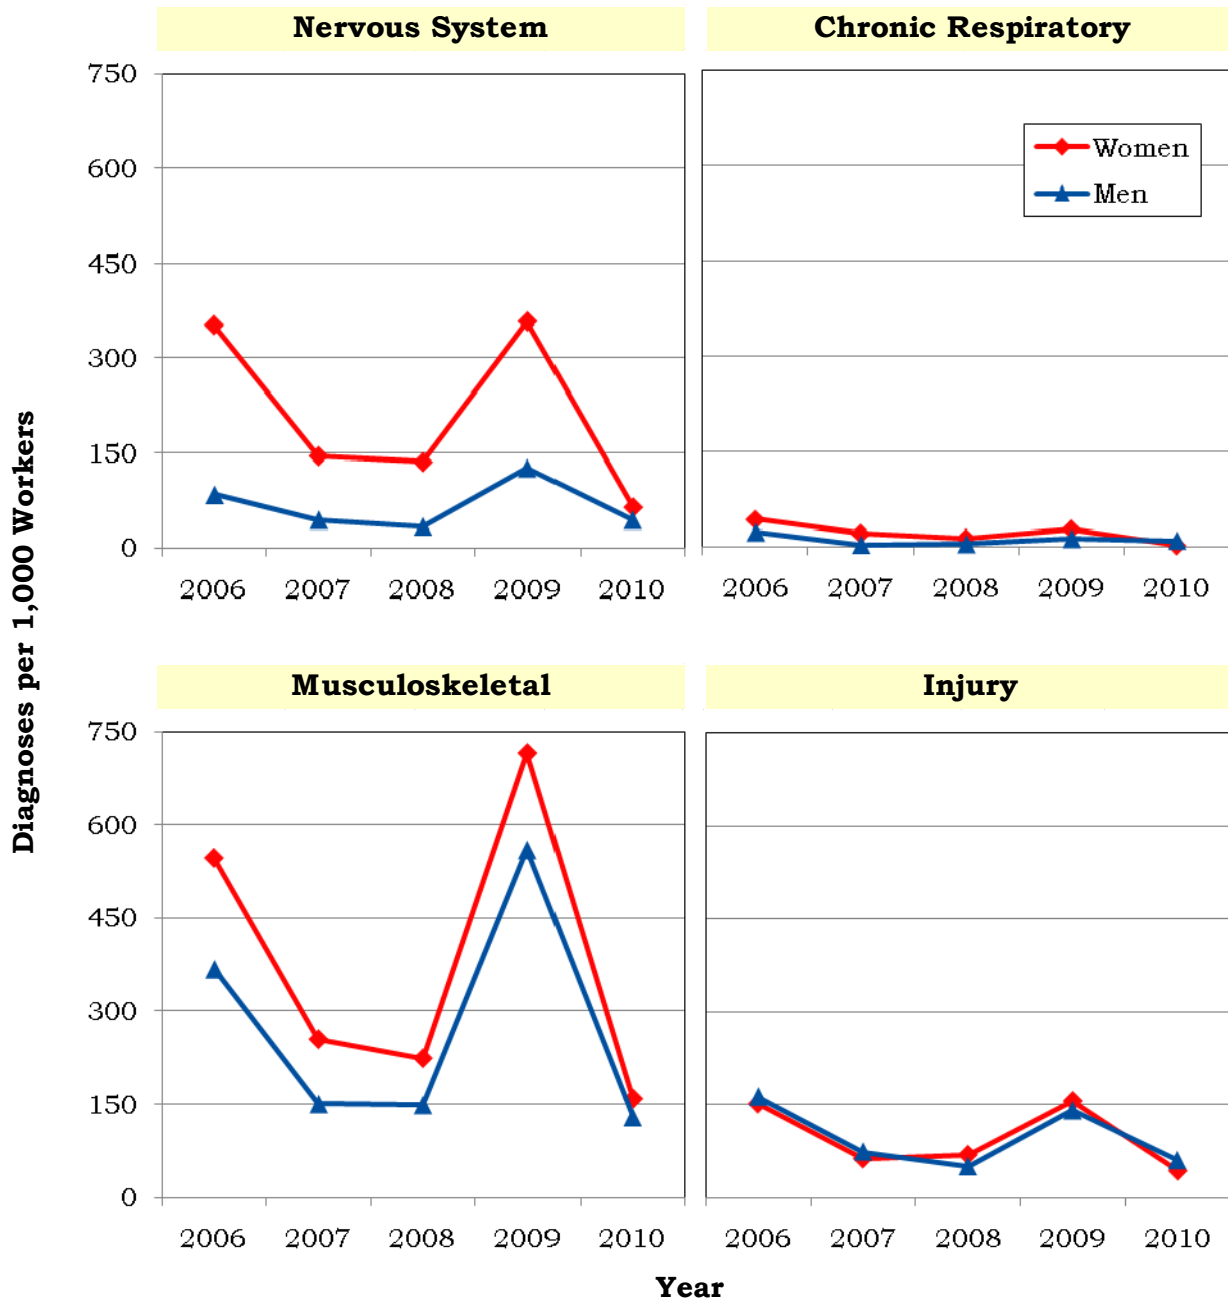 Nervous System
Chronic Respiratory
750
600
450
300
150
0
Women
Men
2006 2007 2008 2009 2010
2006 2007 2008 2009 2010
Diagnoses per 1,000 Workers
Musculoskeletal
Injury
750
600
450
300
150
0
2006 2007 2008 2009 2010
2006 2007 2008 2009 2010
Year